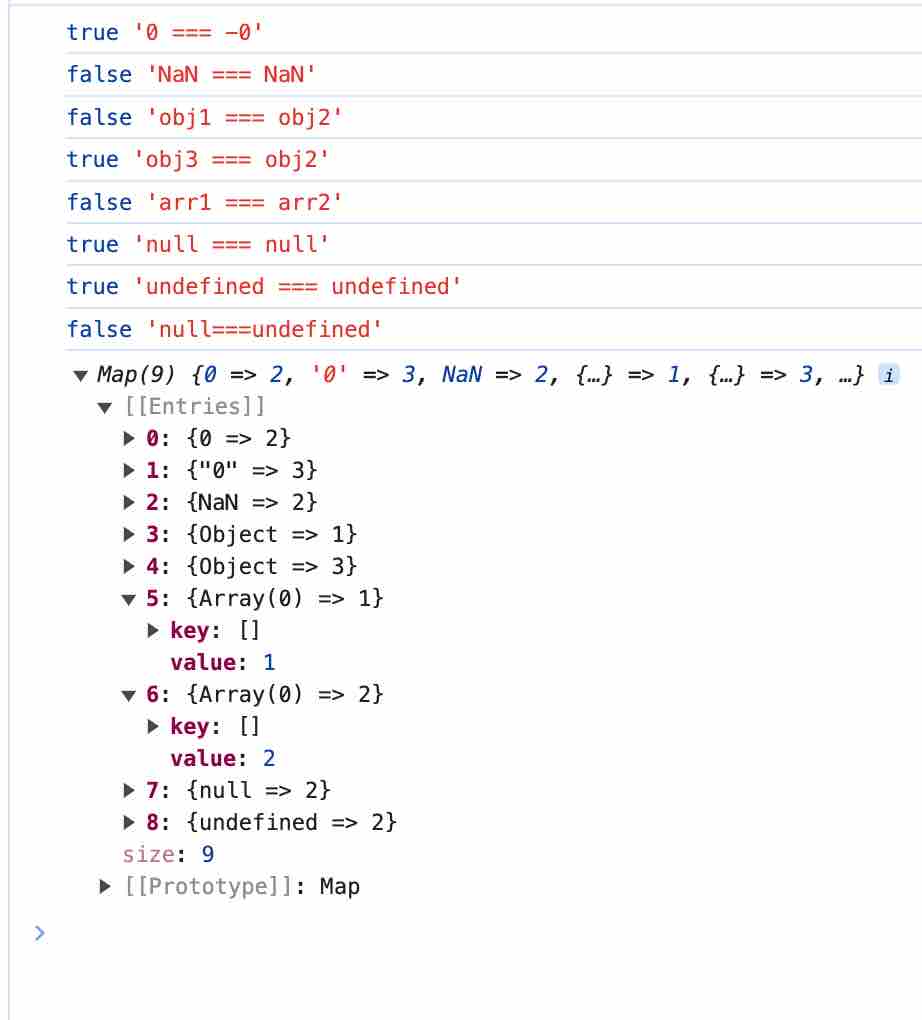 true '0 === -0'
false 'NaN === NaN'
false 'obj1 === obj2'
true 'obj3 === obj2'
false 'arr1 === arr2'
true 'null === null'
true 'undefined === undefined'
false 'null===undefined'
▼ Map(9) {0 => 2, '0' => 3, NaN => 2, {…} => 1, {…} => 3, …} i
▼ [[Entries]]
▶ 0: {0 => 2}
▶ 1: {"0" => 3}
▶ 2: {NaN => 2}
▶ 3: {Object => 1}
▶ 4: {Object => 3}
▼ 5: {Array(0) => 1}
▶ key: []
value: 1
▼ 6: {Array(0) => 2}
▶ key: []
value: 2
▶ 7: {null => 2}
▶ 8: {undefined => 2}
size: 9
▶ [[Prototype]]: Map
>